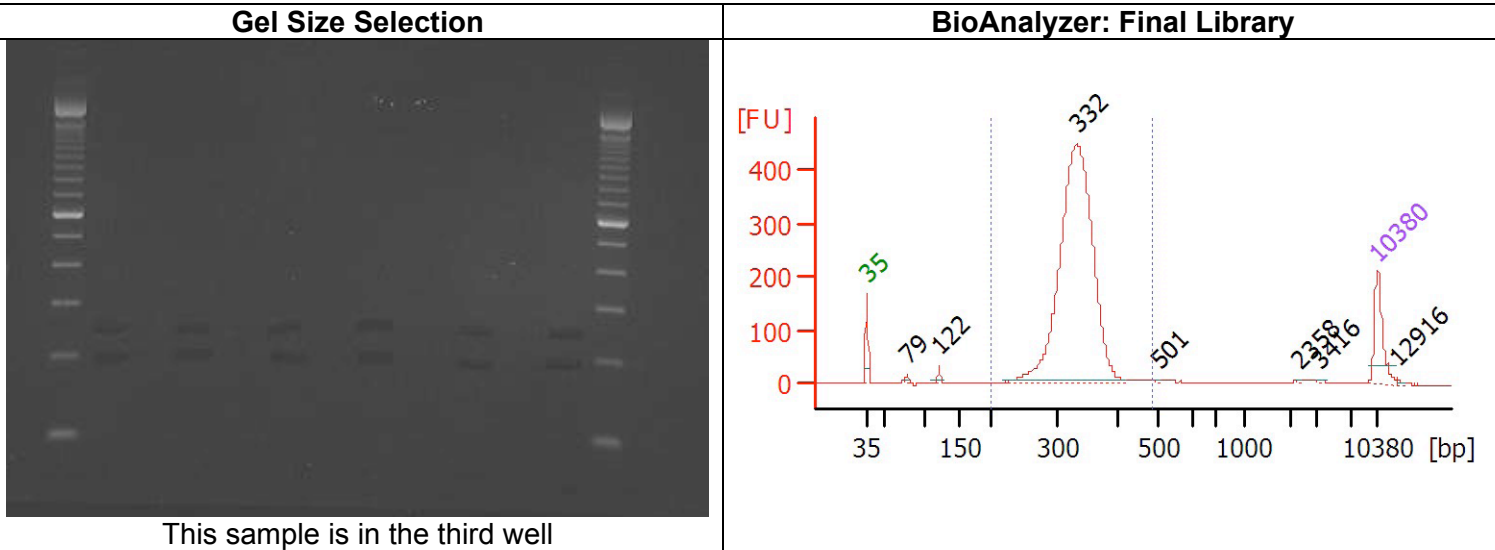 Gel Size Selection
BioAnalyzer: Final Library
[FU]
400
300
200
100
0
35
79
122
332
501
2358
3416
10380
12916
35 150 300 500 1000 10380 [bp]
This sample is in the third well